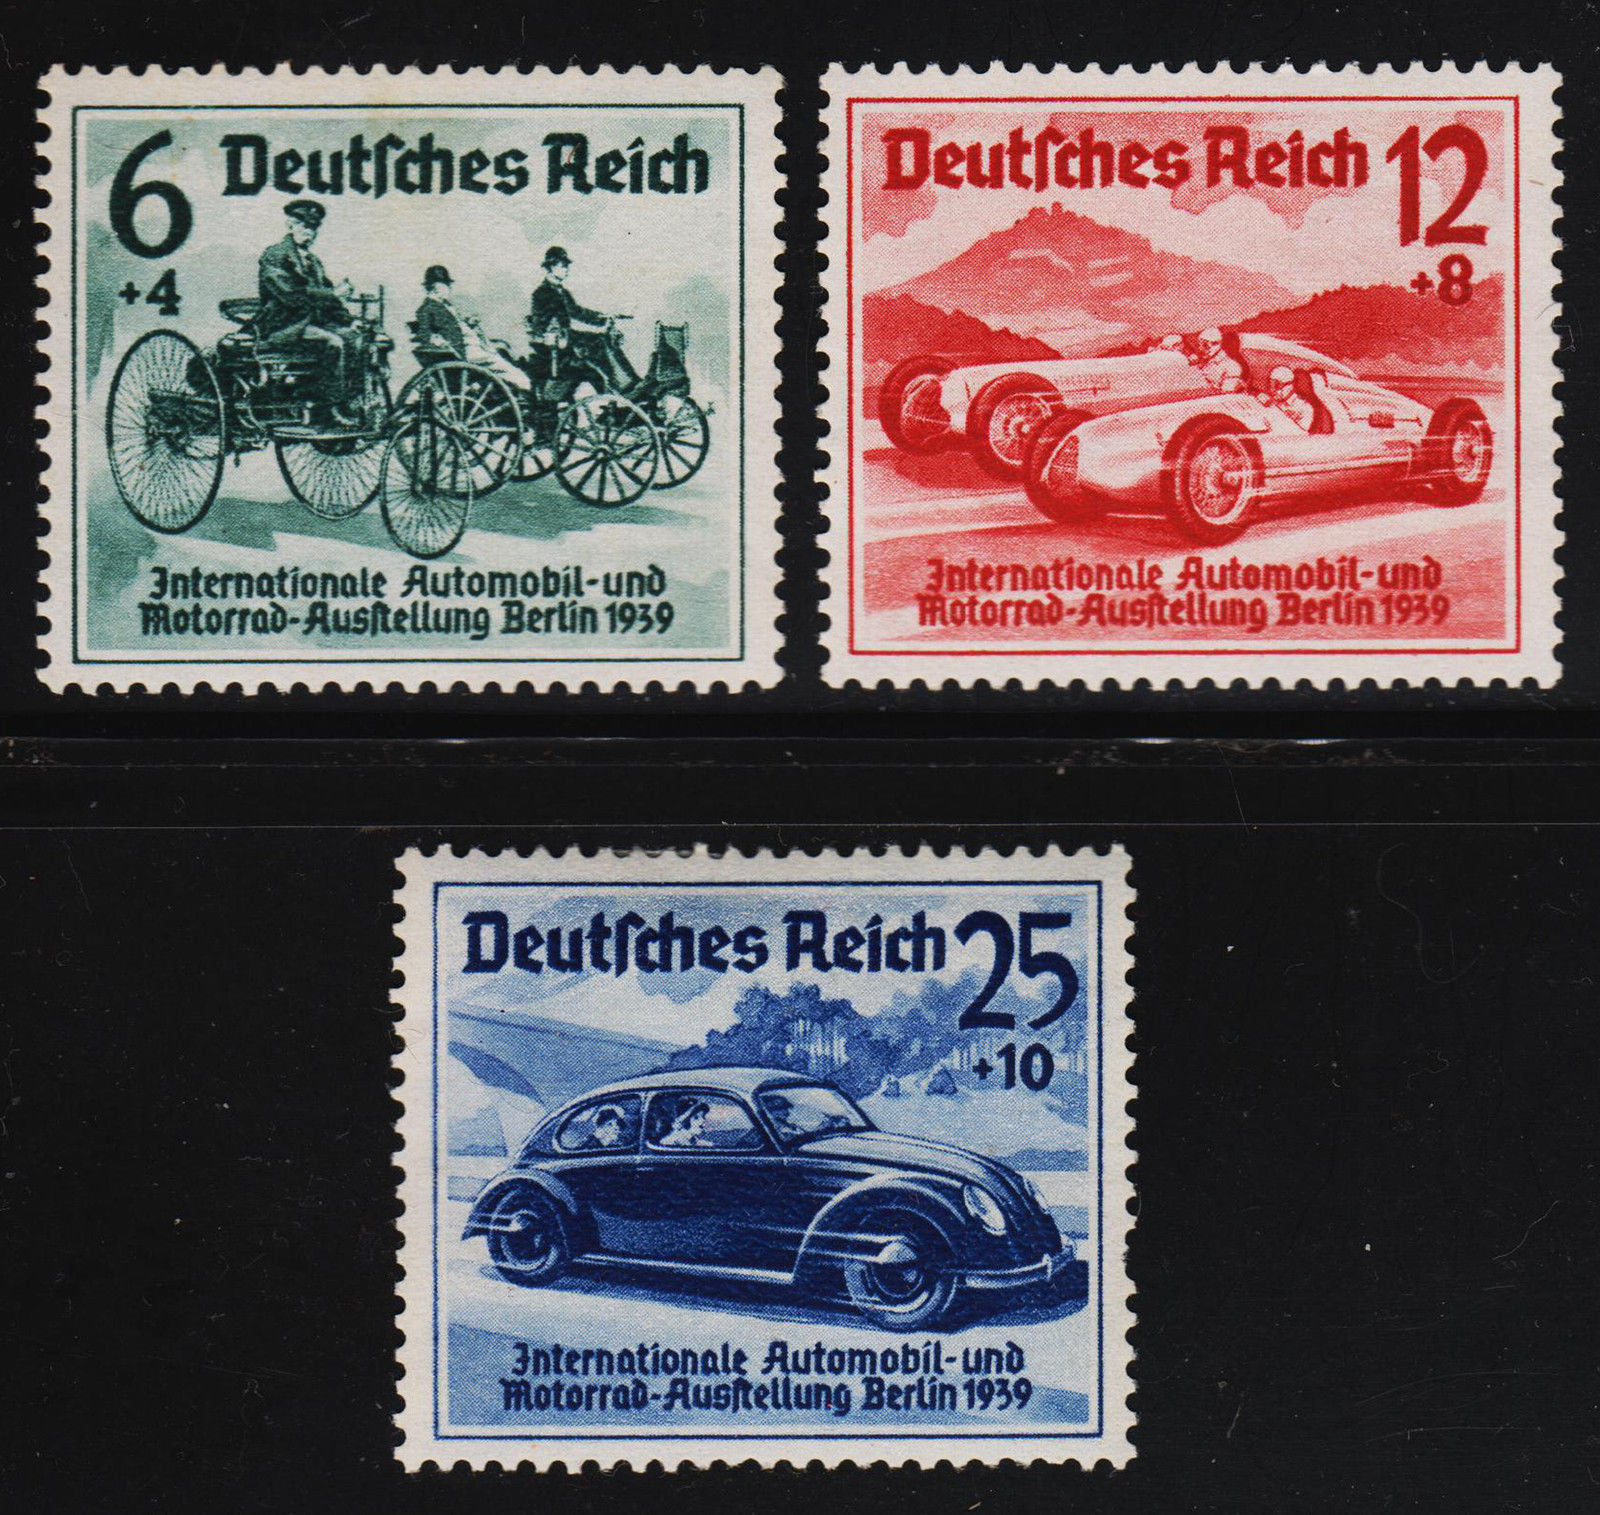 6 Deutſches Reich
+4
Internationale Automobil-und
Motorrad-Ausſtellung Berlin 1939
Deutſches Reich 12
+8
Internationale Automobil-und
Motorrad-Ausſtellung Berlin 1939
Deutſches Reich 25
+10
Internationale Automobil-und
Motorrad-Ausſtellung Berlin 1939